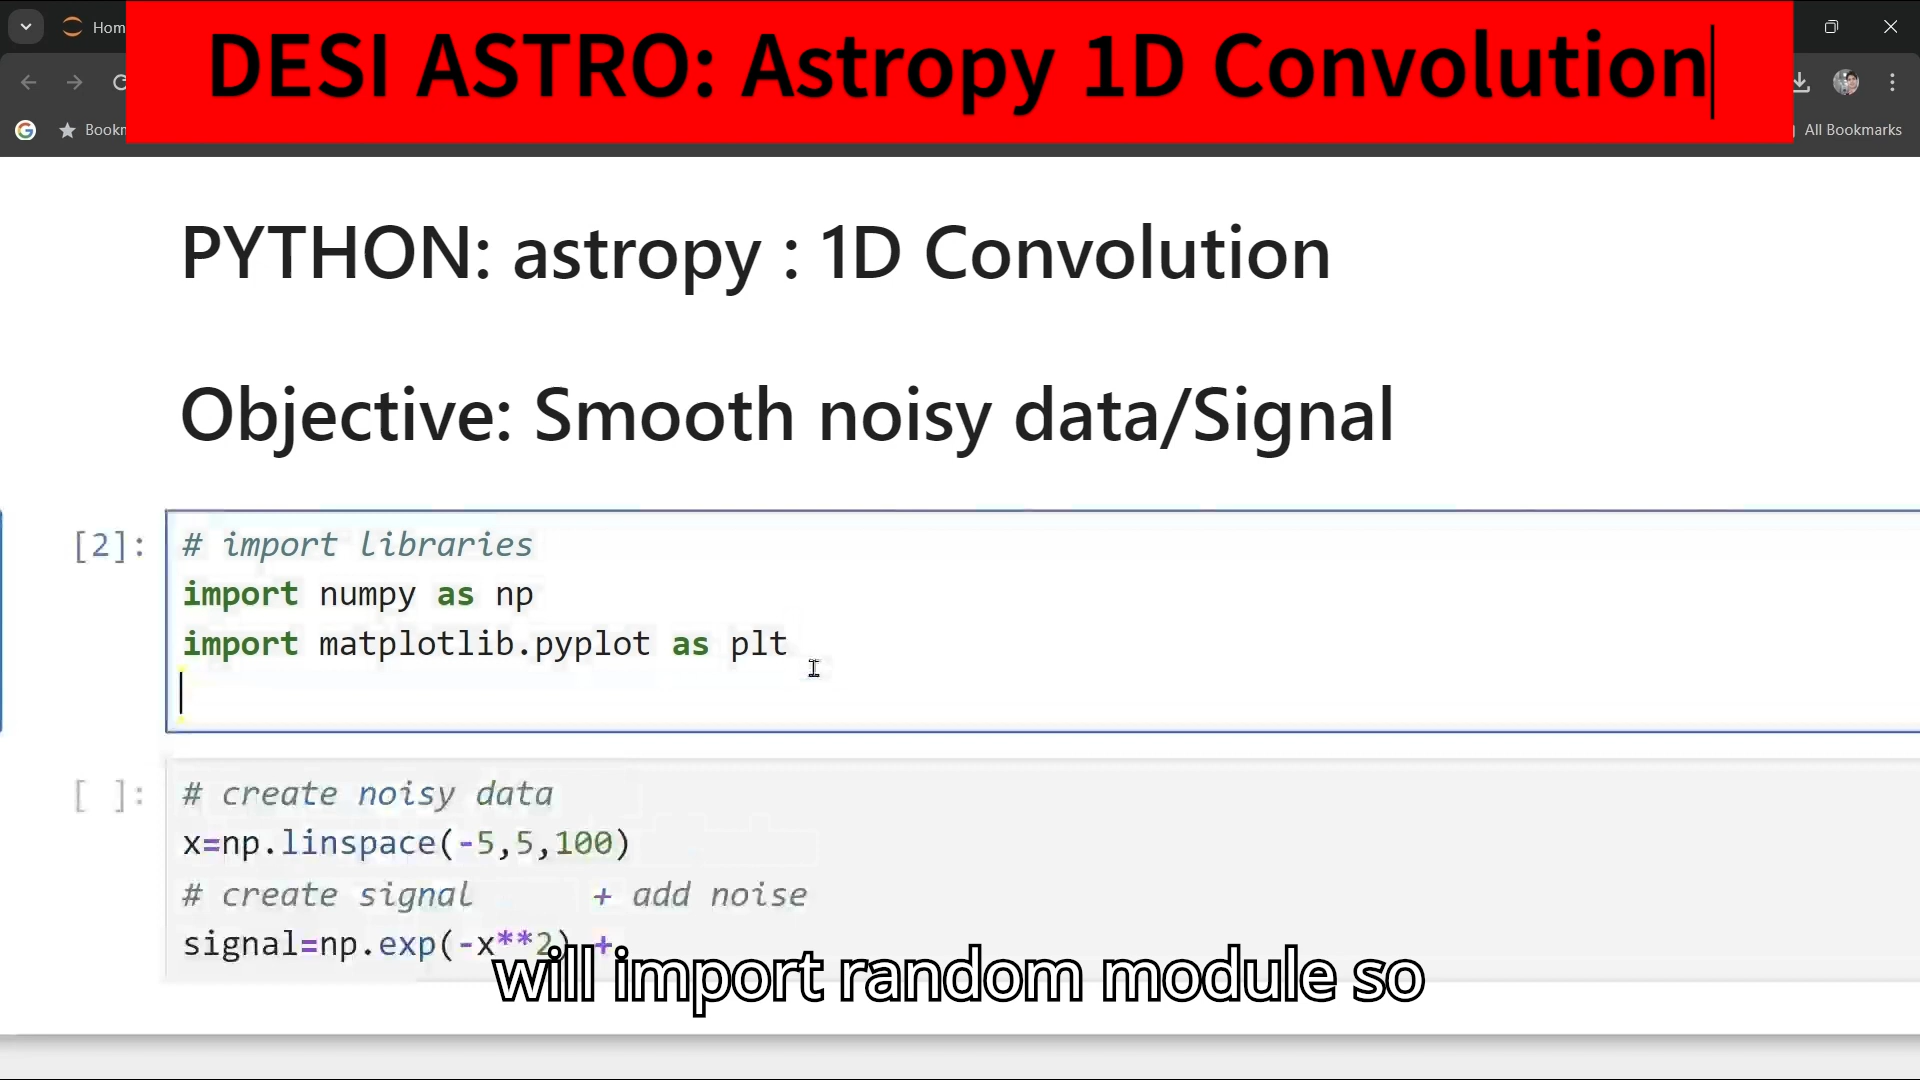 Hom
DESI ASTRO: Astropy 1D Convolution
Bookm
All Bookmarks
PYTHON: astropy : 1D Convolution
Objective: Smooth noisy data/Signal
[2]:
# import libraries
import numpy as np
import matplotlib.pyplot as plt
[ ]:
# create noisy data
x=np.linspace(-5,5,100)
# create signal + add noise
signal=np.exp(-x**2) +
will import random module so